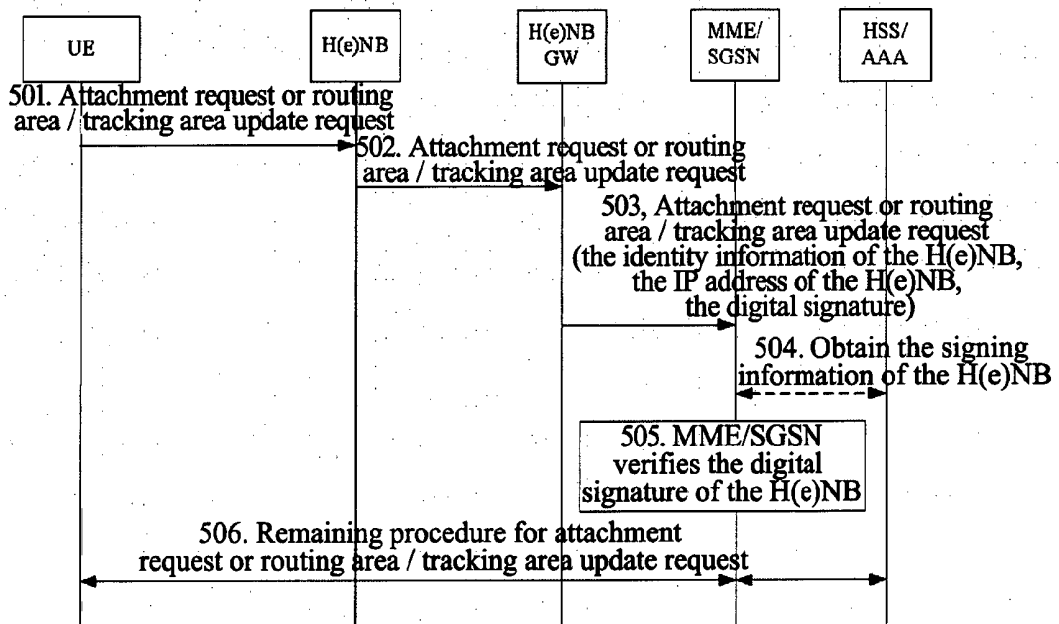 UE
H(e)NB
H(e)NB
GW
MME/
SGSN
HSS/
AAA
501. Attachment request or routing
area / tracking area update request
502. Attachment request or routing
area / tracking area update request
503, Attachment request or routing
area / tracking area update request
(the identity information of the H(e)NB,
the IP address of the H(e)NB,
the digital signature)
504. Obtain the signing
information of the H(e)NB
505. MME/SGSN
verifies the digital
signature of the H(e)NB
506. Remaining procedure for attachment
request or routing area / tracking area update request